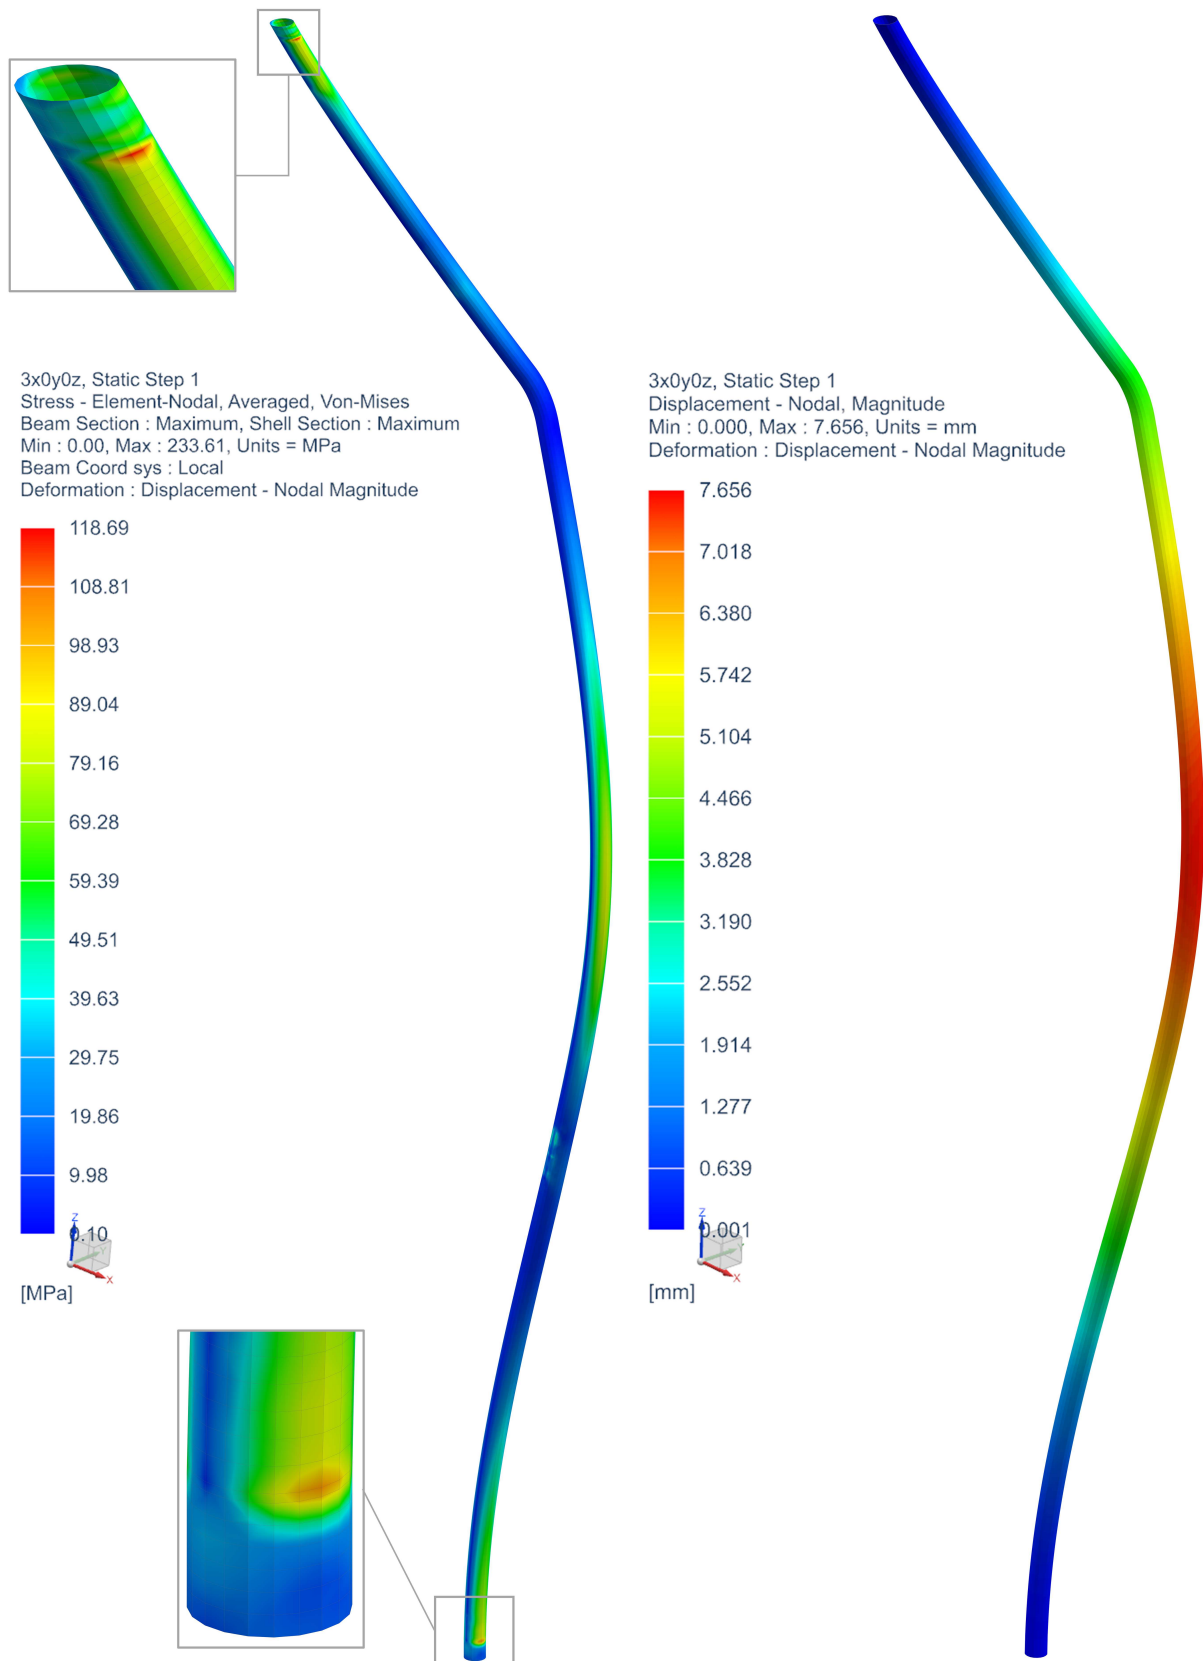 3x0y0z, Static Step 1
Stress - Element-Nodal, Averaged, Von-Mises
Beam Section : Maximum, Shell Section : Maximum
Min : 0.00, Max : 233.61, Units = MPa
Beam Coord sys : Local
Deformation : Displacement - Nodal Magnitude
118.69
108.81
98.93
89.04
79.16
69.28
59.39
49.51
39.63
29.75
19.86
9.98
0.10
Z
Y
X
[MPa]
3x0y0z, Static Step 1
Displacement - Nodal, Magnitude
Min : 0.000, Max : 7.656, Units = mm
Deformation : Displacement - Nodal Magnitude
7.656
7.018
6.380
5.742
5.104
4.466
3.828
3.190
2.552
1.914
1.277
0.639
0.001
Z
X
[mm]